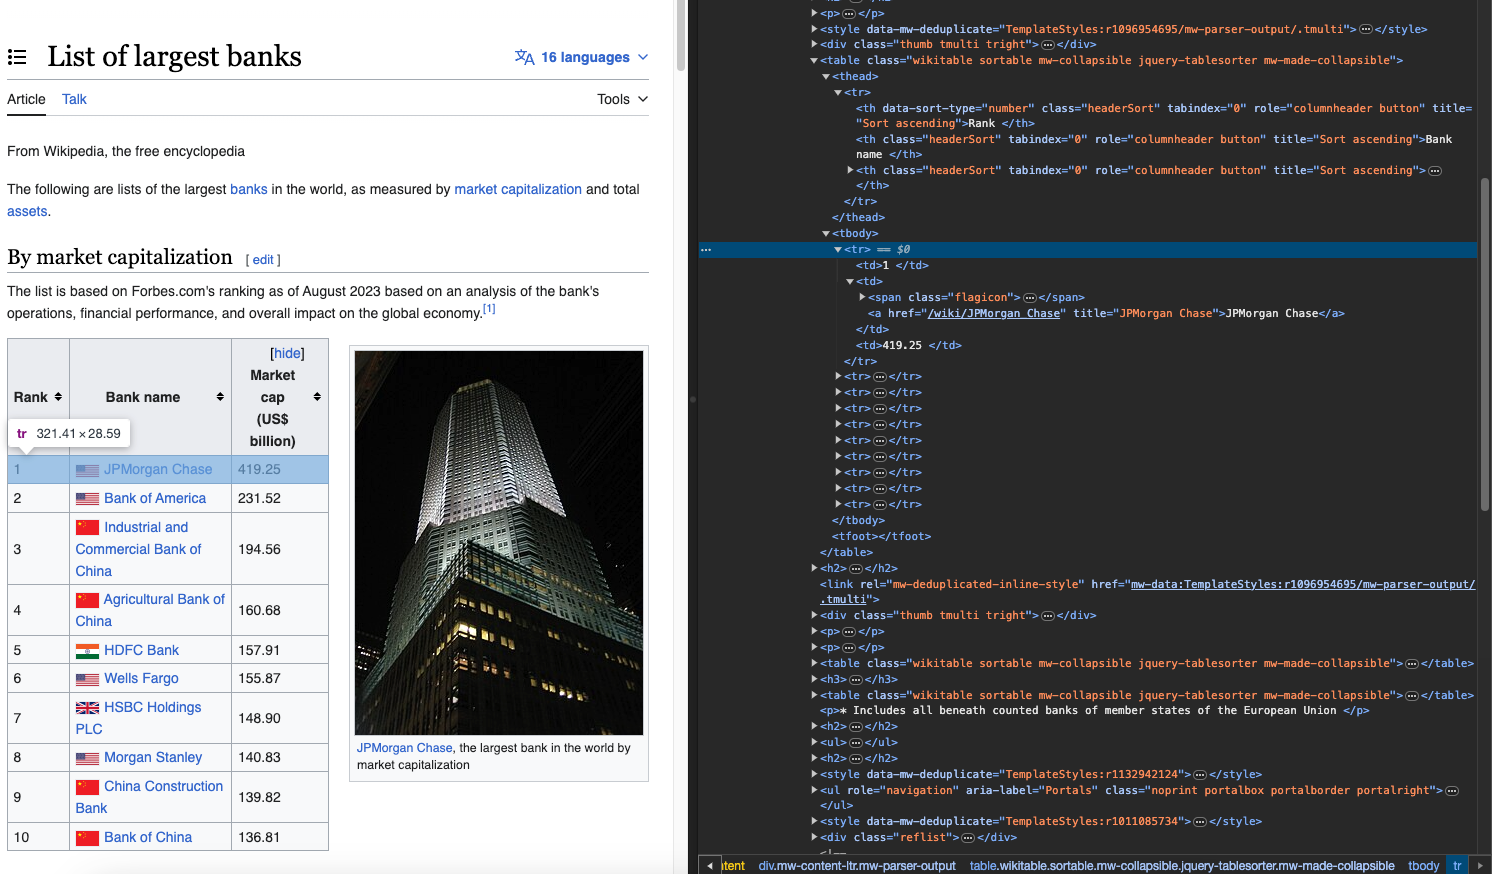 List of largest banks
16 languages
Article Talk Tools
From Wikipedia, the free encyclopedia
The following are lists of the largest banks in the world, as measured by market capitalization and total
assets.
By market capitalization [ edit ]
The list is based on Forbes.com's ranking as of August 2023 based on an analysis of the bank's
operations, financial performance, and overall impact on the global economy.[1]
Rank Bank name [hide]
Market
cap
(US$
billion)
tr 321.41 × 28.59
1 JPMorgan Chase 419.25
2 Bank of America 231.52
3 Industrial and
Commercial Bank of
China 194.56
4 Agricultural Bank of
China 160.68
5 HDFC Bank 157.91
6 Wells Fargo 155.87
7 HSBC Holdings
PLC 148.90
8 Morgan Stanley 140.83
9 China Construction
Bank 139.82
10 Bank of China 136.81
JPMorgan Chase, the largest bank in the world by
market capitalization
<p>…</p>
<style data-mw-deduplicate="TemplateStyles:r1096954695/mw-parser-output/.tmulti">…</style>
<div class="thumb tmulti tright">…</div>
<table class="wikitable sortable mw-collapsible jquery-tablesorter mw-made-collapsible">
<thead>
<tr>
<th data-sort-type="number" class="headerSort" tabindex="0" role="columnheader button" title=
"Sort ascending">Rank </th>
<th class="headerSort" tabindex="0" role="columnheader button" title="Sort ascending">Bank
name </th>
<th class="headerSort" tabindex="0" role="columnheader button" title="Sort ascending">…
</th>
</tr>
</thead>
<tbody>
… <tr> == $0
<td>1 </td>
<td>
<span class="flagicon">…</span>
<a href="/wiki/JPMorgan_Chase" title="JPMorgan Chase">JPMorgan Chase</a>
</td>
<td>419.25 </td>
</tr>
<tr>…</tr>
<tr>…</tr>
<tr>…</tr>
<tr>…</tr>
<tr>…</tr>
<tr>…</tr>
<tr>…</tr>
<tr>…</tr>
<tr>…</tr>
</tbody>
<tfoot></tfoot>
</table>
<h2>…</h2>
<link rel="mw-deduplicated-inline-style" href="mw-data:TemplateStyles:r1096954695/mw-parser-output/
.tmulti">
<div class="thumb tmulti tright">…</div>
<p>…</p>
<p>…</p>
<table class="wikitable sortable mw-collapsible jquery-tablesorter mw-made-collapsible">…</table>
<h3>…</h3>
<table class="wikitable sortable mw-collapsible jquery-tablesorter mw-made-collapsible">…</table>
<p>* Includes all beneath counted banks of member states of the European Union </p>
<h2>…</h2>
<ul>…</ul>
<h2>…</h2>
<style data-mw-deduplicate="TemplateStyles:r1132942124">…</style>
<ul role="navigation" aria-label="Portals" class="noprint portalbox portalborder portalright">…
</ul>
<style data-mw-deduplicate="TemplateStyles:r1011085734">…</style>
<div class="reflist">…</div>
<!--
ntent div.mw-content-ltr.mw-parser-output table.wikitable.sortable.mw-collapsible.jquery-tablesorter.mw-made-collapsible tbody tr